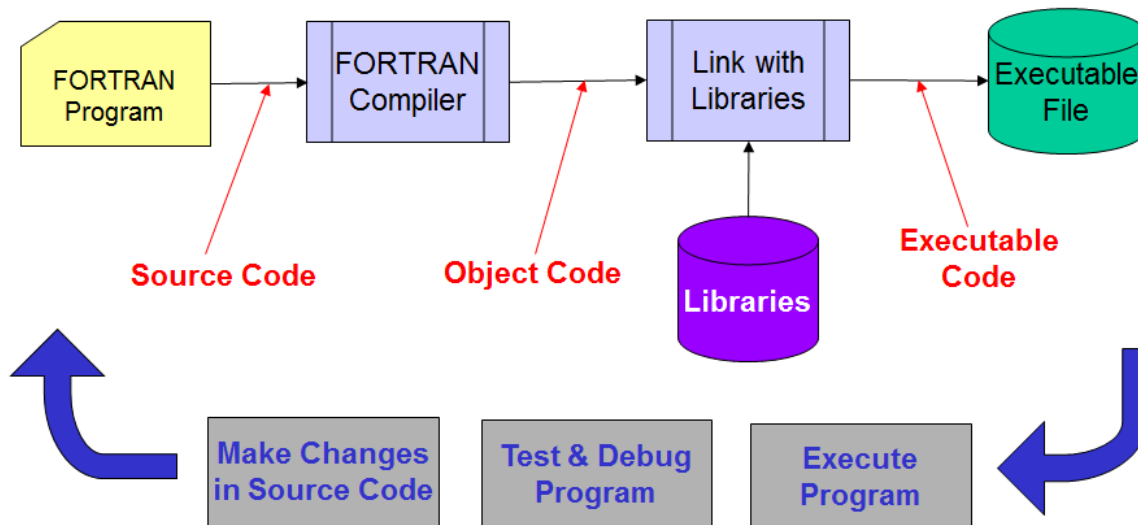 FORTRAN
Program
FORTRAN
Compiler
Link with
Libraries
Executable
File
Source Code
Object Code
Libraries
Executable
Code
Make Changes
in Source Code
Test & Debug
Program
Execute
Program